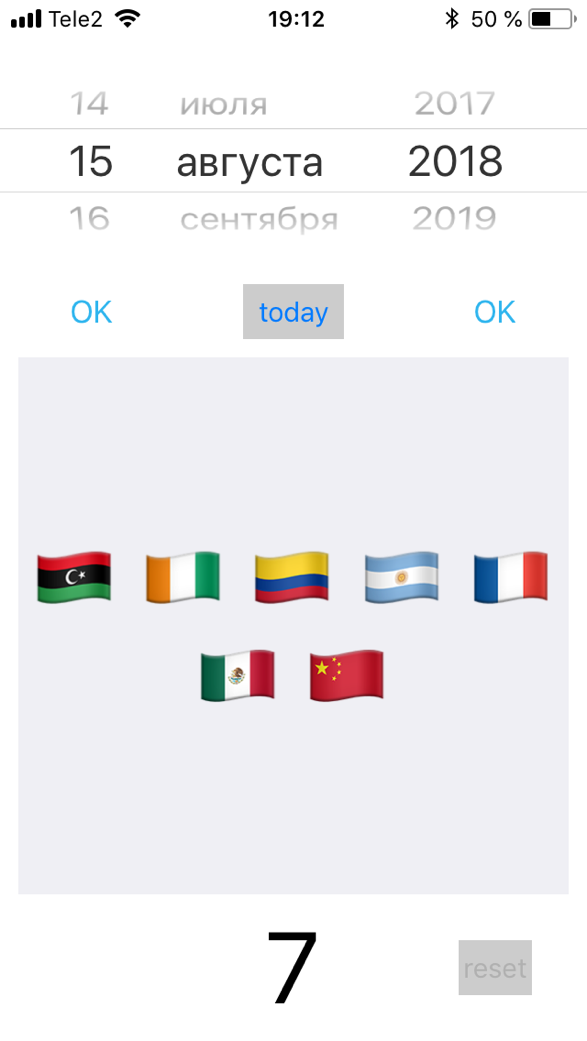 Tele2 19:12 50 %
14 июля 2017
15 августа 2018
16 сентября 2019
OK today OK
7
reset